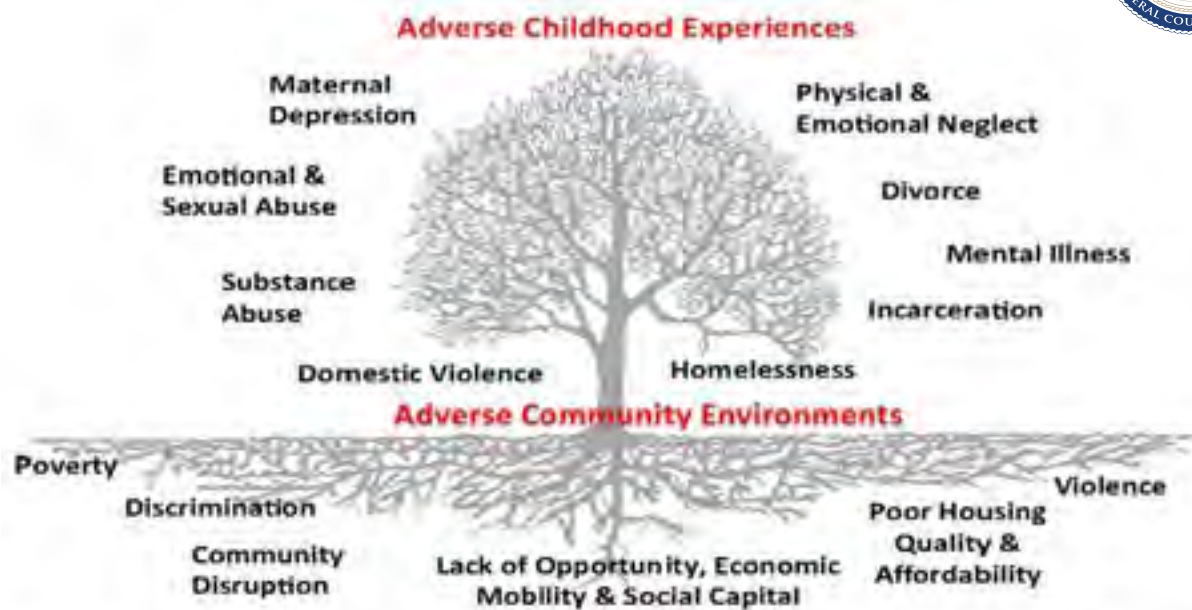 Adverse Childhood Experiences
Maternal
Depression
Physical &
Emotional Neglect
Emotional &
Sexual Abuse
Divorce
Mental Illness
Substance
Abuse
Incarceration
Domestic Violence
Homelessness
Adverse Community Environments
Poverty
Violence
Discrimination
Poor Housing
Quality &
Affordability
Community
Disruption
Lack of Opportunity, Economic
Mobility & Social Capital